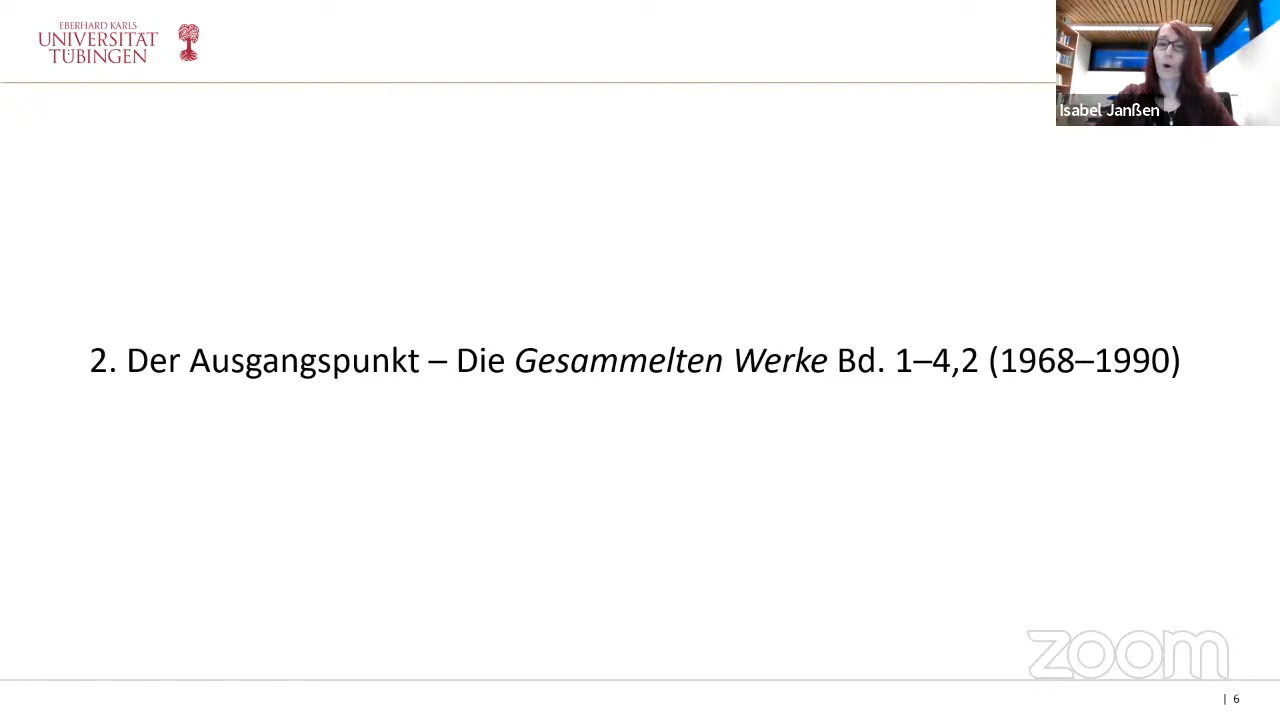 EBERHARD KARLS
UNIVERSITÄT
TÜBINGEN
Isabel Janßen
2. Der Ausgangspunkt – Die Gesammelten Werke Bd. 1–4,2 (1968–1990)
zoom
| 6